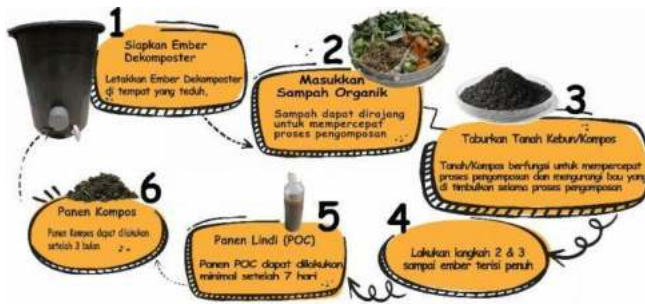 1
Siapkan Ember
Dekomposter
Letakkan Ember Dekomposter
di tempat yang teduh,
2
Masukkan
Sampah Organik
Sampah dapat dirajang
untuk mempercepat
proses pengomposan
3
Taburkan Tanah Kebun/Kompos
Tanah/Kompos berfungsi untuk mempercepat
proses pengomposan dan mengurangi bau yang
di timbulkan selama proses pengomposan
4
Lakukan langkah 2 & 3
sampai ember terisi penuh
5
Panen Lindi (POC)
Panen POC dapat dilakukan
minimal setelah 7 hari
6
Panen Kompos
Panen Kompos dapat dilakukan
setelah 3 bulan